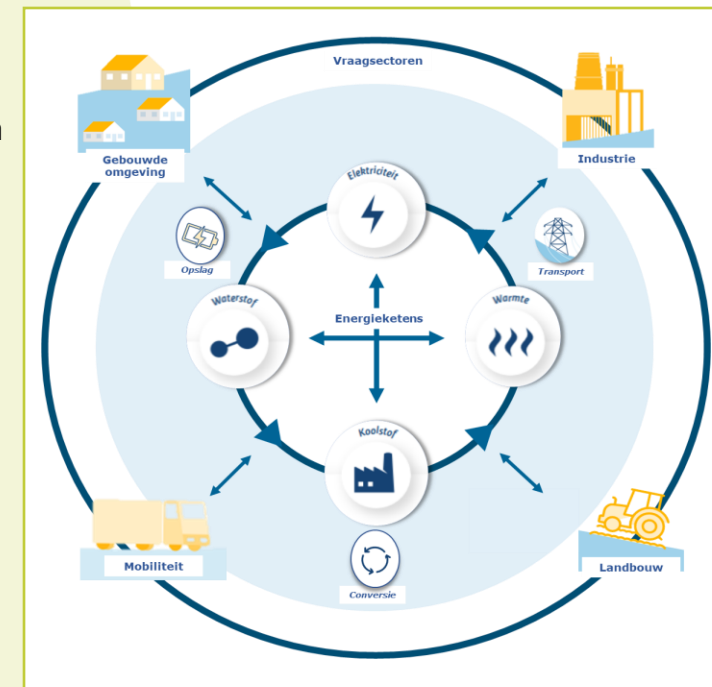 Vraagsectoren
Gebouwde
omgeving
Industrie
Elektriciteit
Opslag
Transport
Waterstof
Energieketens
Warmte
Koolstof
Mobiliteit
Conversie
Landbouw